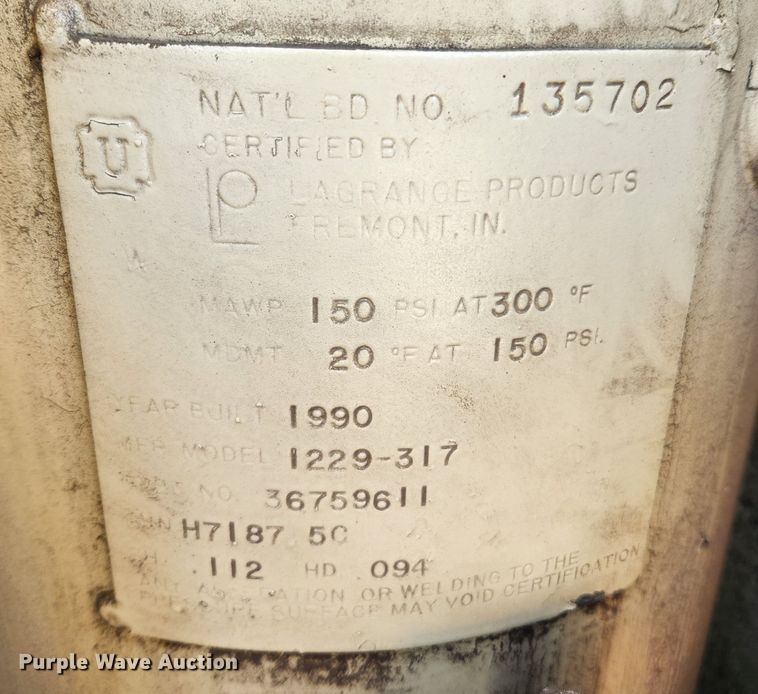 NAT'L BD. NO. 135702
U
CERTIFIED BY
LP LAGRANGE PRODUCTS
FREMONT, IN.
MAWP 150 PSI AT 300 °F
MDMT 20 °F AT 150 PSI.
YEAR BUILT 1990
MFR MODEL 1229-317
NO. 36759611
H7187 5C
.112 HD .094
ANY OR WELDING TO THE
PRESSURE SURFACE MAY VOID CERTIFICATION
Purple Wave Auction